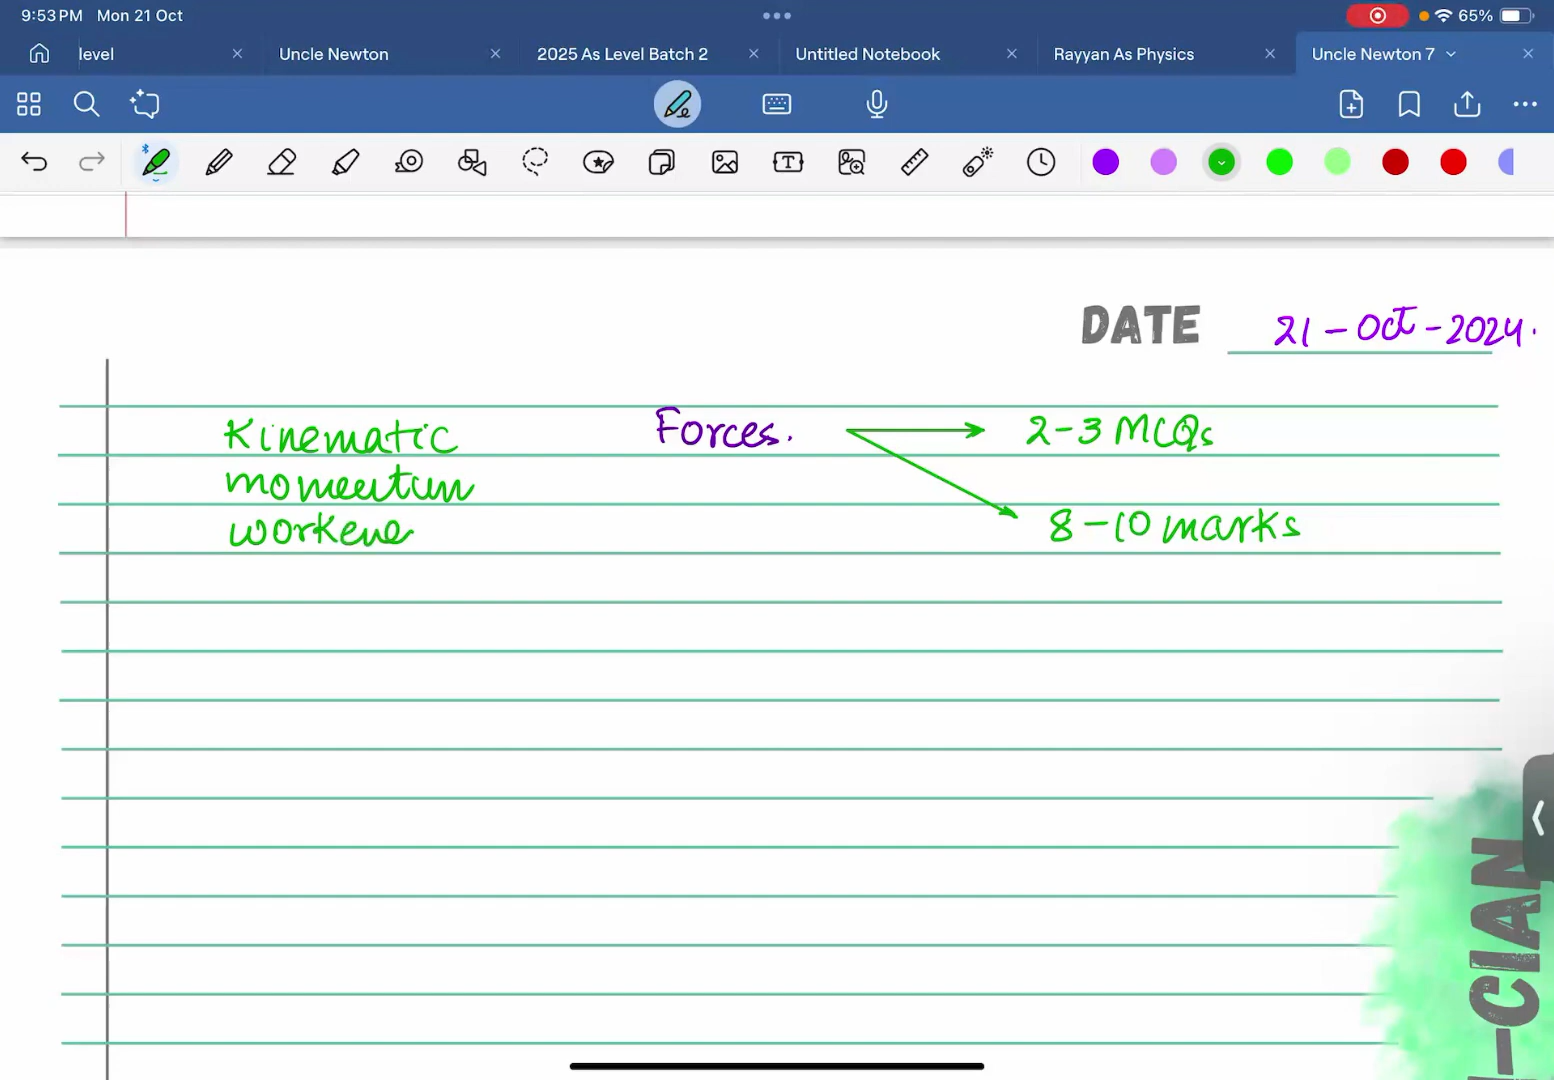 9:53 PM Mon 21 Oct
65%
level
Uncle Newton
2025 As Level Batch 2
Untitled Notebook
Rayyan As Physics
Uncle Newton 7
DATE 21-Oct-2024.
Kinematic Forces. 2-3 MCQs
momentum
workene 8-10 marks
-CIAN